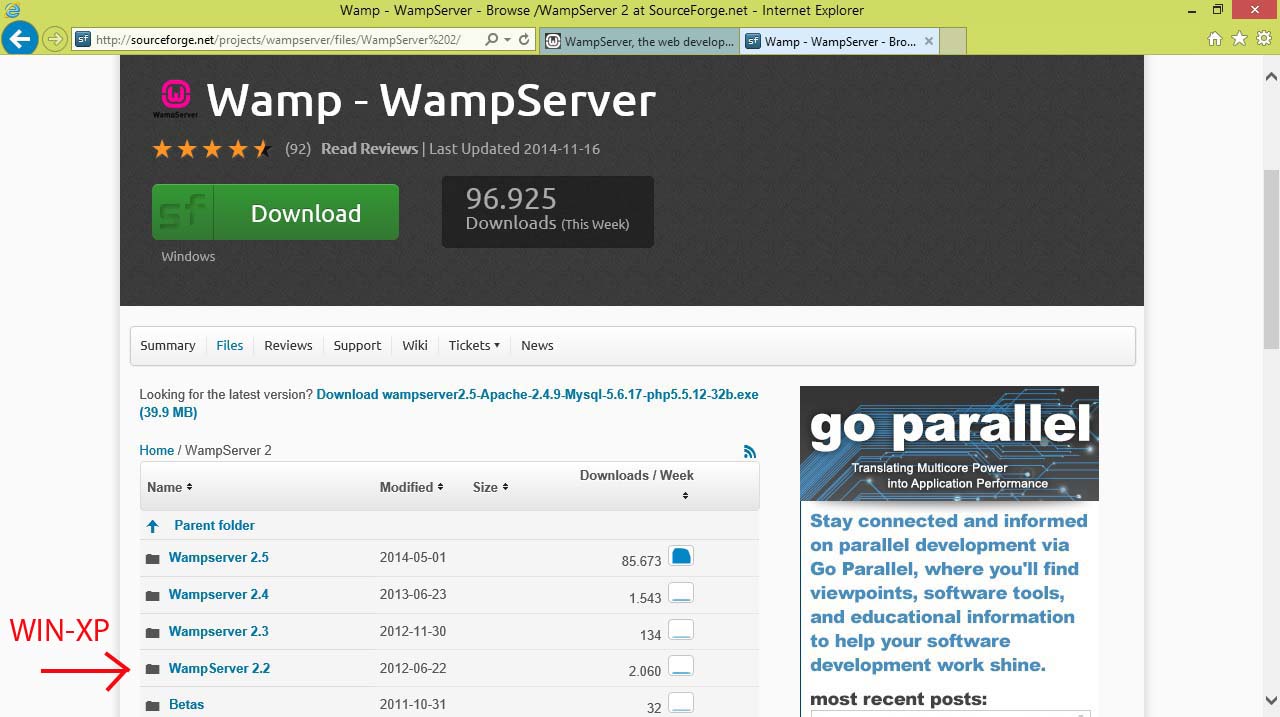 Wamp - WampServer - Browse /WampServer 2 at SourceForge.net - Internet Explorer
http://sourceforge.net/projects/wampserver/files/WampServer%202/
WampServer, the web develop...
Wamp - WampServer - Bro...
WampServer
Wamp - WampServer
(92) Read Reviews | Last Updated 2014-11-16
sf Download
96.925
Downloads (This Week)
Windows
Summary Files Reviews Support Wiki Tickets News
Looking for the latest version? Download wampserver2.5-Apache-2.4.9-Mysql-5.6.17-php5.5.12-32b.exe
(39.9 MB)
Home / WampServer 2
Name Modified Size Downloads / Week
Parent folder
Wampserver 2.5 2014-05-01 85.673
Wampserver 2.4 2013-06-23 1.543
Wampserver 2.3 2012-11-30 134
WIN-XP
WampServer 2.2 2012-06-22 2.060
Betas 2011-10-31 32
go parallel
Translating Multicore Power
into Application Performance
Stay connected and informed
on parallel development via
Go Parallel, where you'll find
viewpoints, software tools,
and educational information
to help your software
development work shine.
most recent posts: